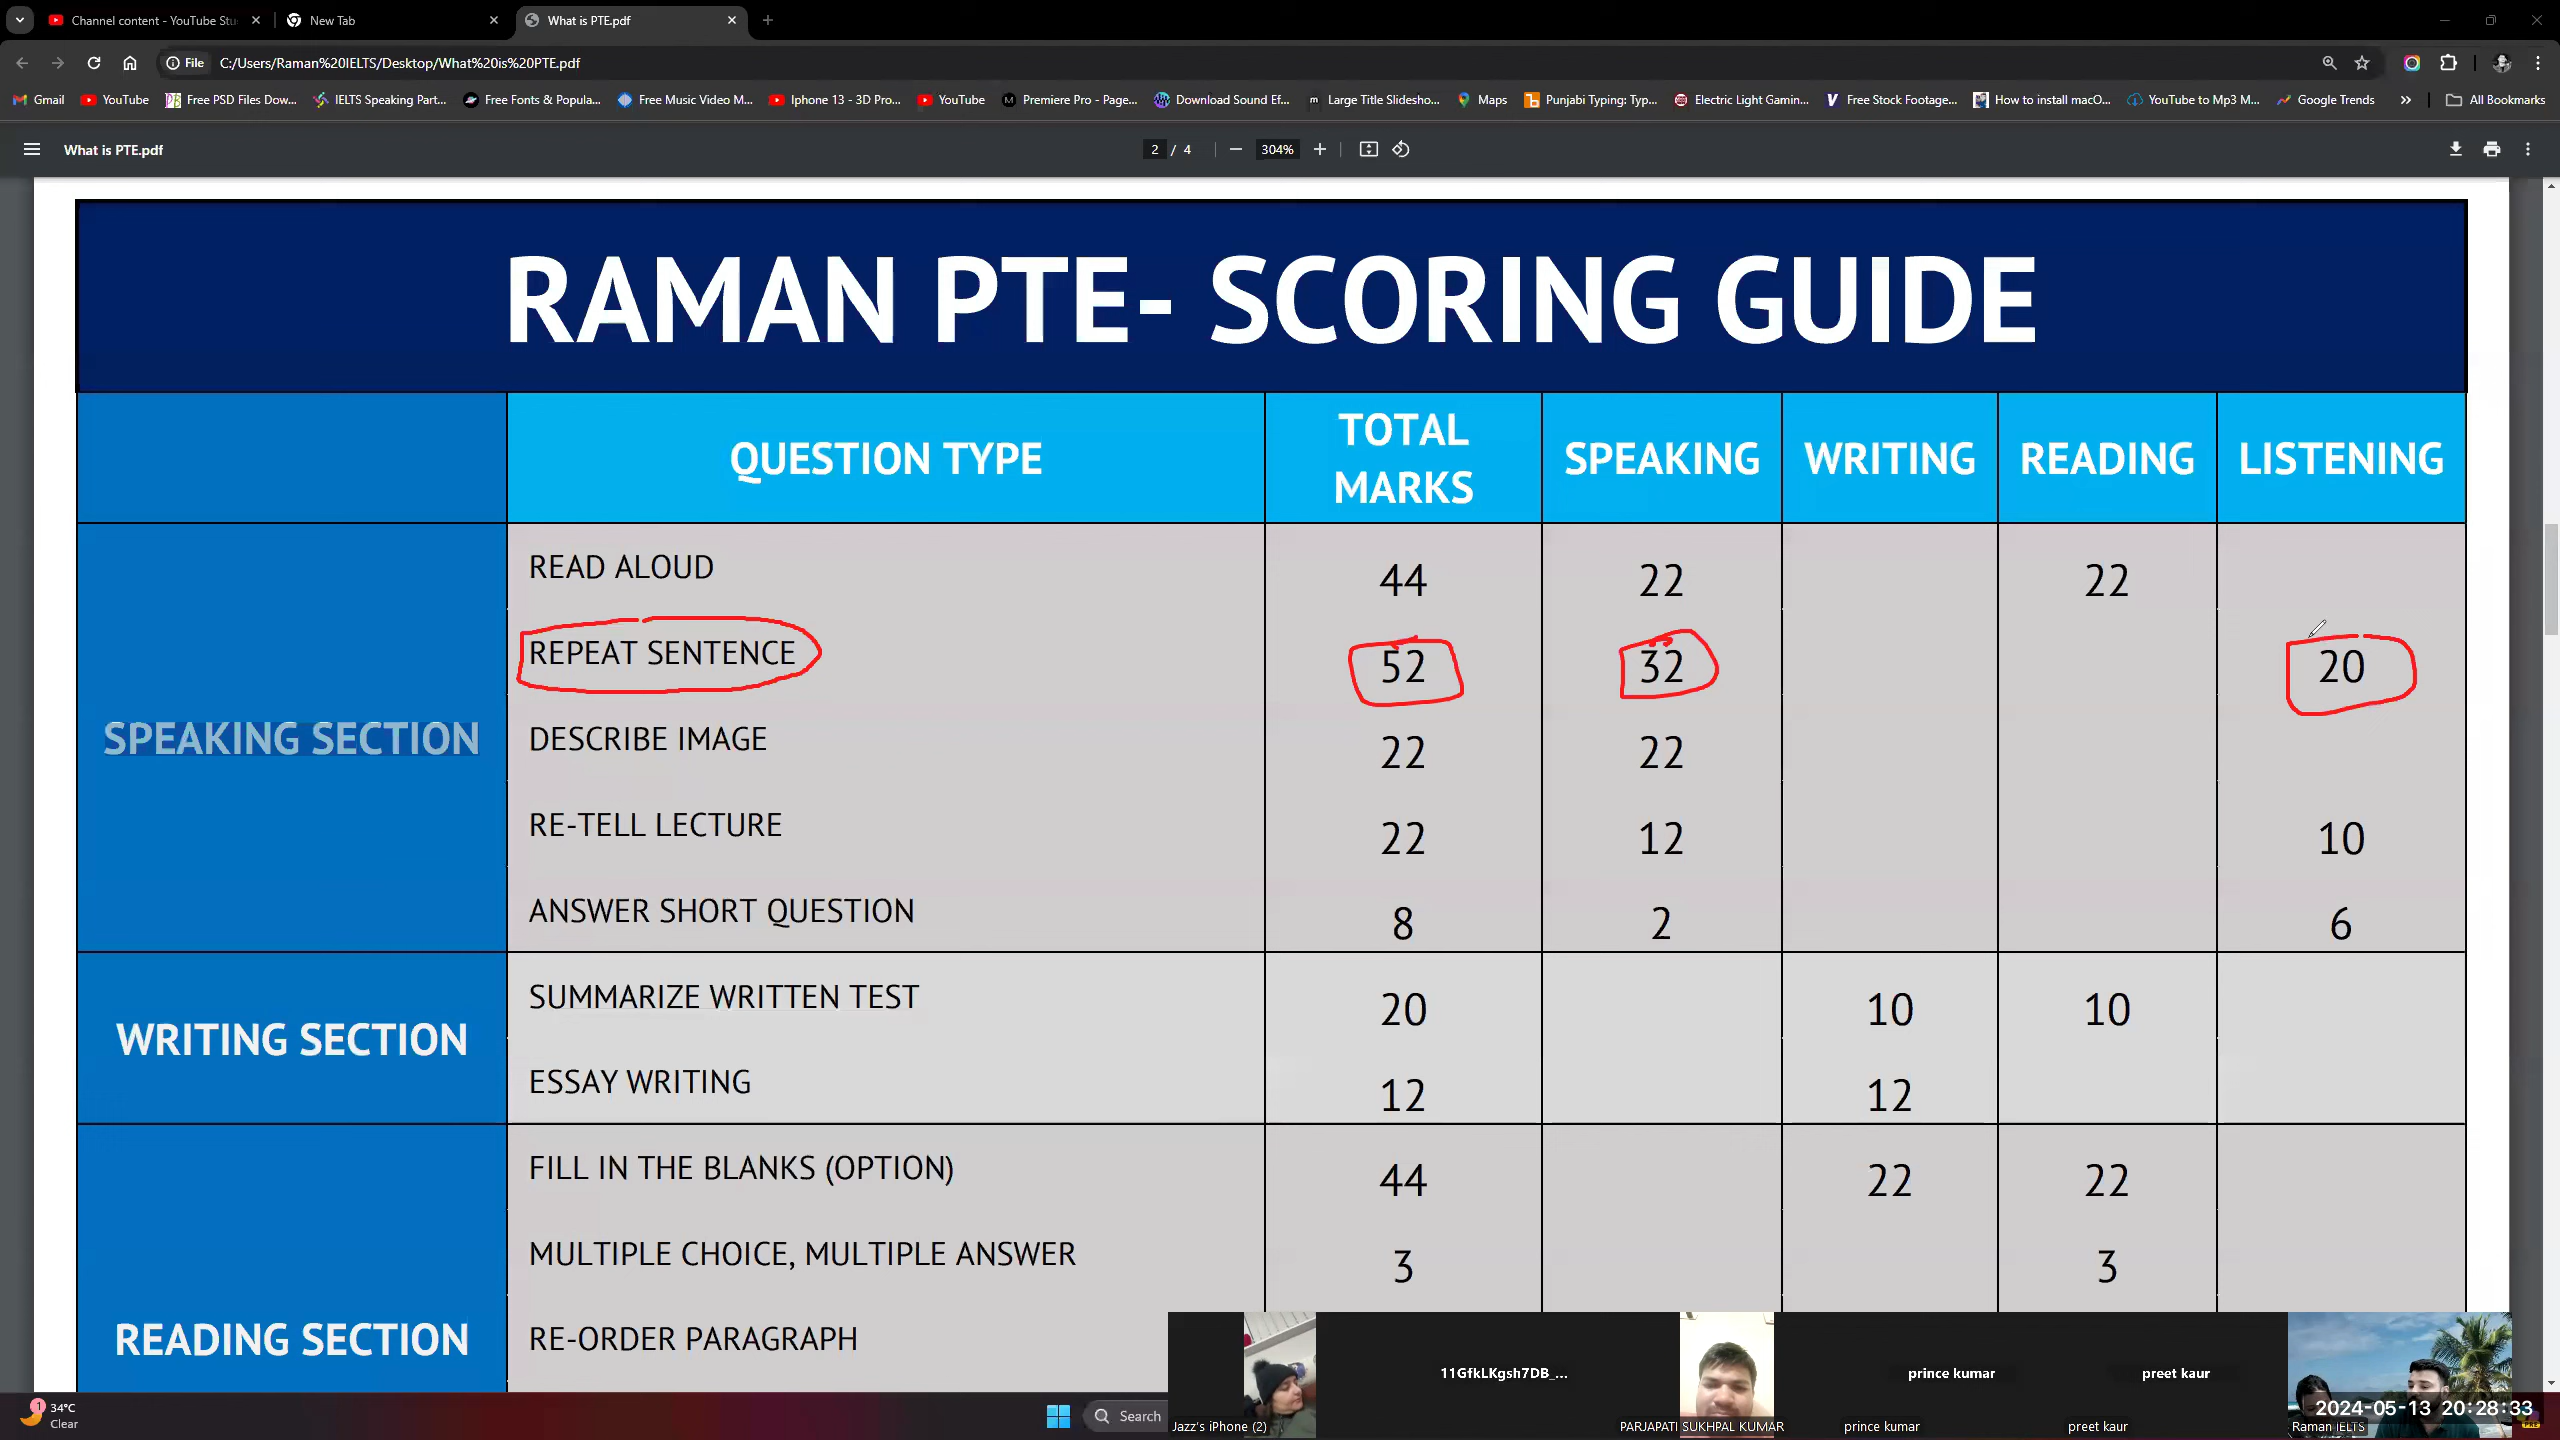 Channel content - YouTube Stu
New Tab
What is PTE.pdf
File C:/Users/Raman%20IELTS/Desktop/What%20is%20PTE.pdf
Gmail YouTube Free PSD Files Dow... IELTS Speaking Part... Free Fonts & Popula... Free Music Video M... Iphone 13 - 3D Pro... YouTube Premiere Pro - Page... Download Sound Ef... Large Title Slidesho... Maps Punjabi Typing: Typ... Electric Light Gamin... Free Stock Footage... How to install macO... YouTube to Mp3 M... Google Trends All Bookmarks
What is PTE.pdf 2 / 4 304%
RAMAN PTE- SCORING GUIDE
QUESTION TYPE TOTAL MARKS SPEAKING WRITING READING LISTENING
READ ALOUD 44 22 22
REPEAT SENTENCE 52 32 20
SPEAKING SECTION DESCRIBE IMAGE 22 22
RE-TELL LECTURE 22 12 10
ANSWER SHORT QUESTION 8 2 6
SUMMARIZE WRITTEN TEST 20 10 10
WRITING SECTION
ESSAY WRITING 12 12
FILL IN THE BLANKS (OPTION) 44 22 22
MULTIPLE CHOICE, MULTIPLE ANSWER 3 3
READING SECTION RE-ORDER PARAGRAPH
11GfkLKgsh7DB_... prince kumar preet kaur
Jazz's iPhone (2) PARJAPATI SUKHPAL KUMAR prince kumar preet kaur Raman IELTS
1
34°C
Clear
Search
2024-05-13 20:28:33